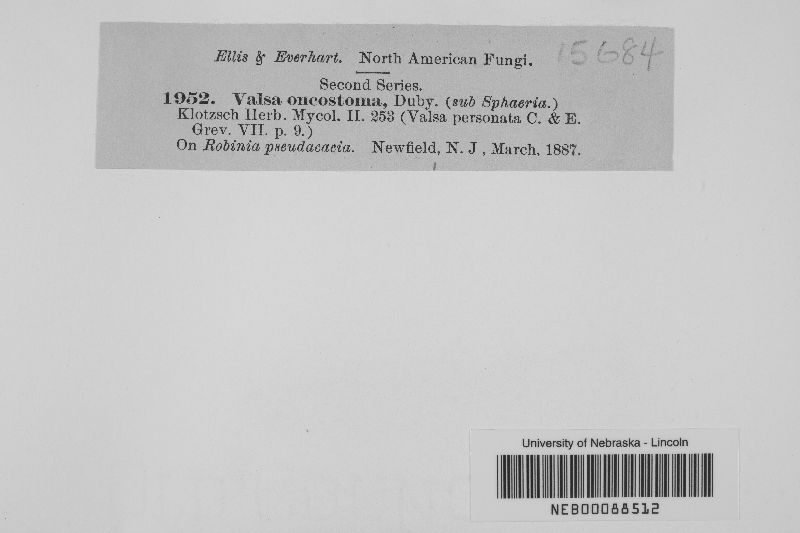 Ellis & Everhart. North American Fungi.
15684
Second Series.
1952. Valsa oncostoma, Duby. (sub Sphaeria.)
Klotzsch Herb. Mycol. II. 253 (Valsa personata C. & E.
Grev. VII. p. 9.)
On Robinia pseudacacia. Newfield, N. J, March, 1887.
University of Nebraska - Lincoln
NEB00088512